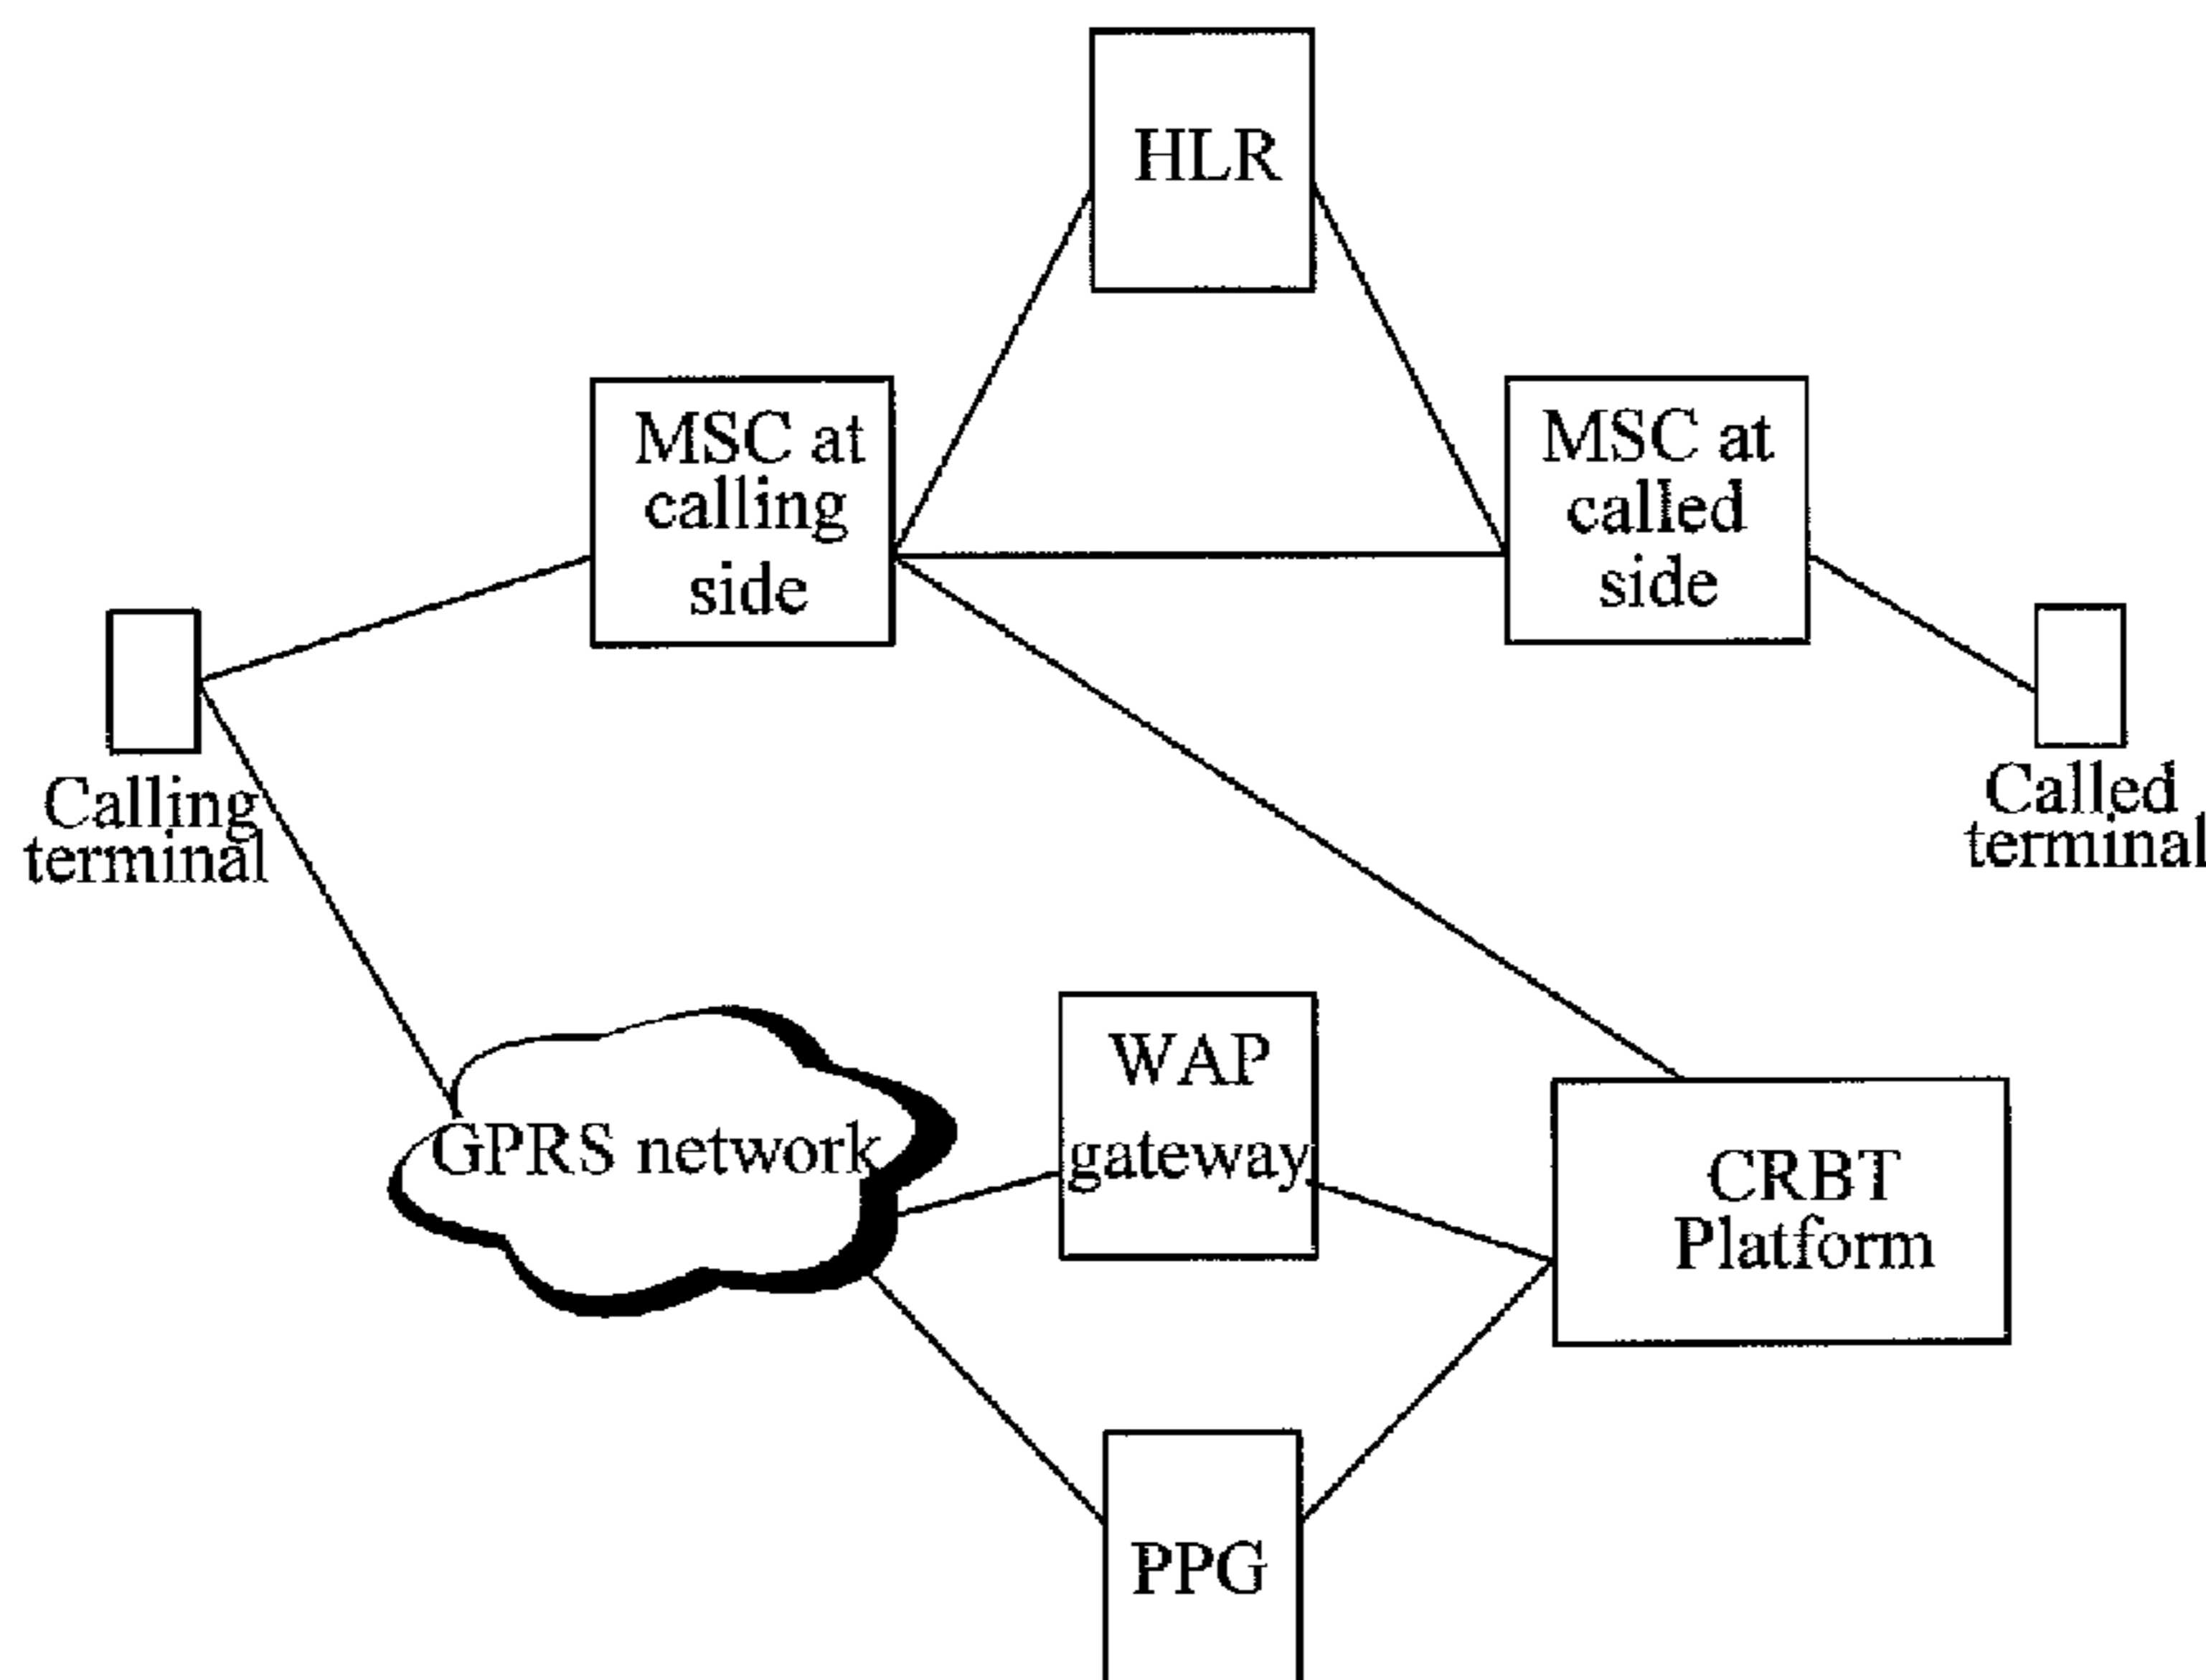 HLR
MSC at
calling
side
MSC at
called
side
Calling
terminal
Called
terminal
WAP
gateway
GPRS network
CRBT
Platform
PPG